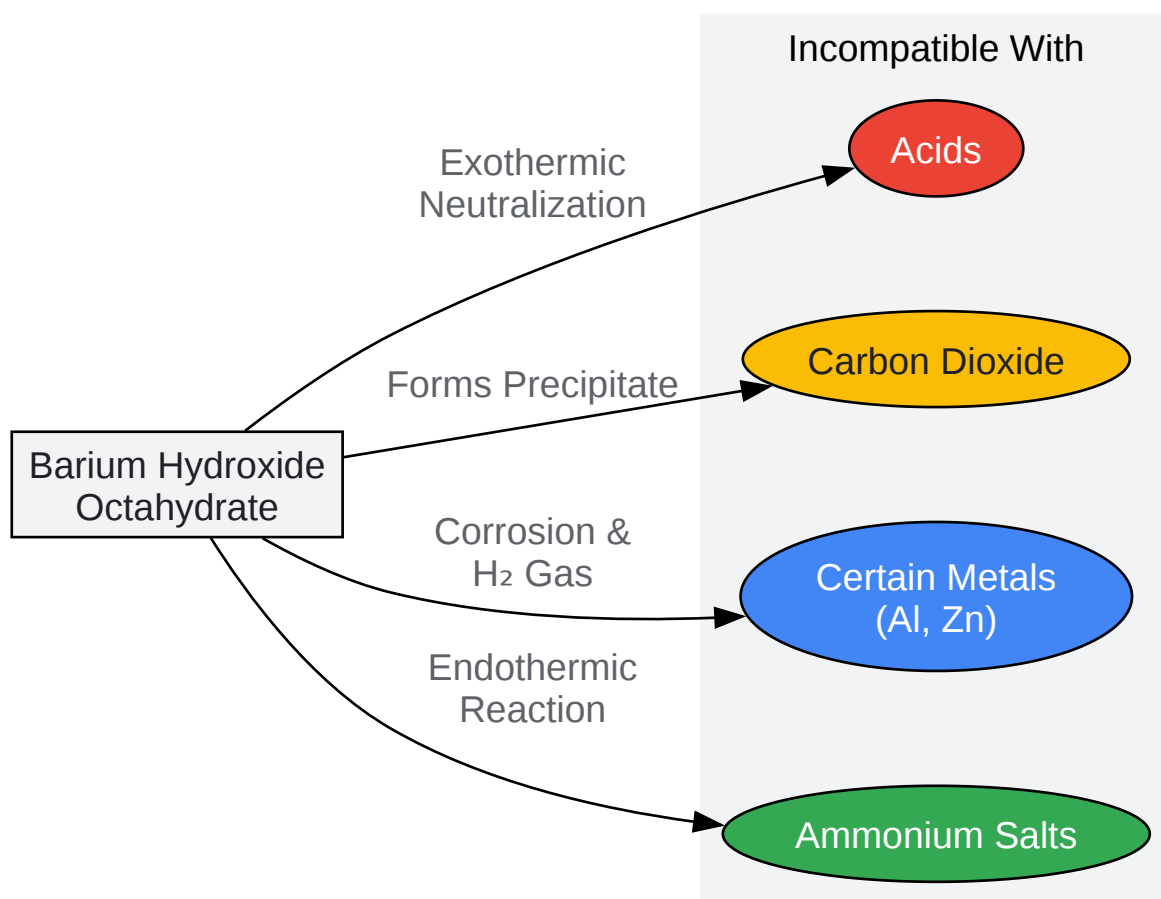 Incompatible With
Acids
Exothermic
Neutralization
Carbon Dioxide
Forms Precipitate
Barium Hydroxide
Octahydrate
Corrosion &
H₂ Gas
Certain Metals
(Al, Zn)
Endothermic
Reaction
Ammonium Salts